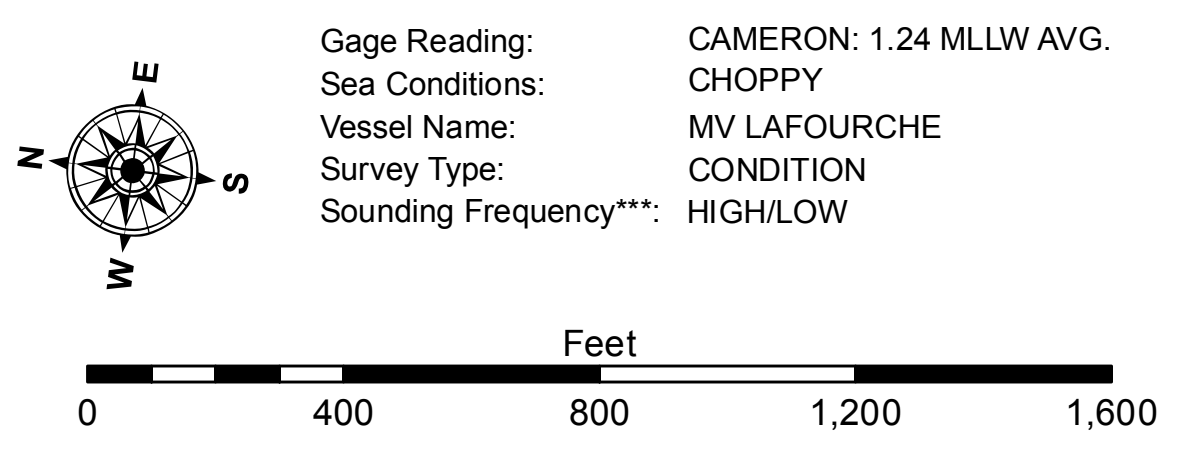 E
N
S
W
Gage Reading: CAMERON: 1.24 MLLW AVG.
Sea Conditions: CHOPPY
Vessel Name: MV LAFOURCHE
Survey Type: CONDITION
Sounding Frequency***: HIGH/LOW
Feet
0 400 800 1,200 1,600